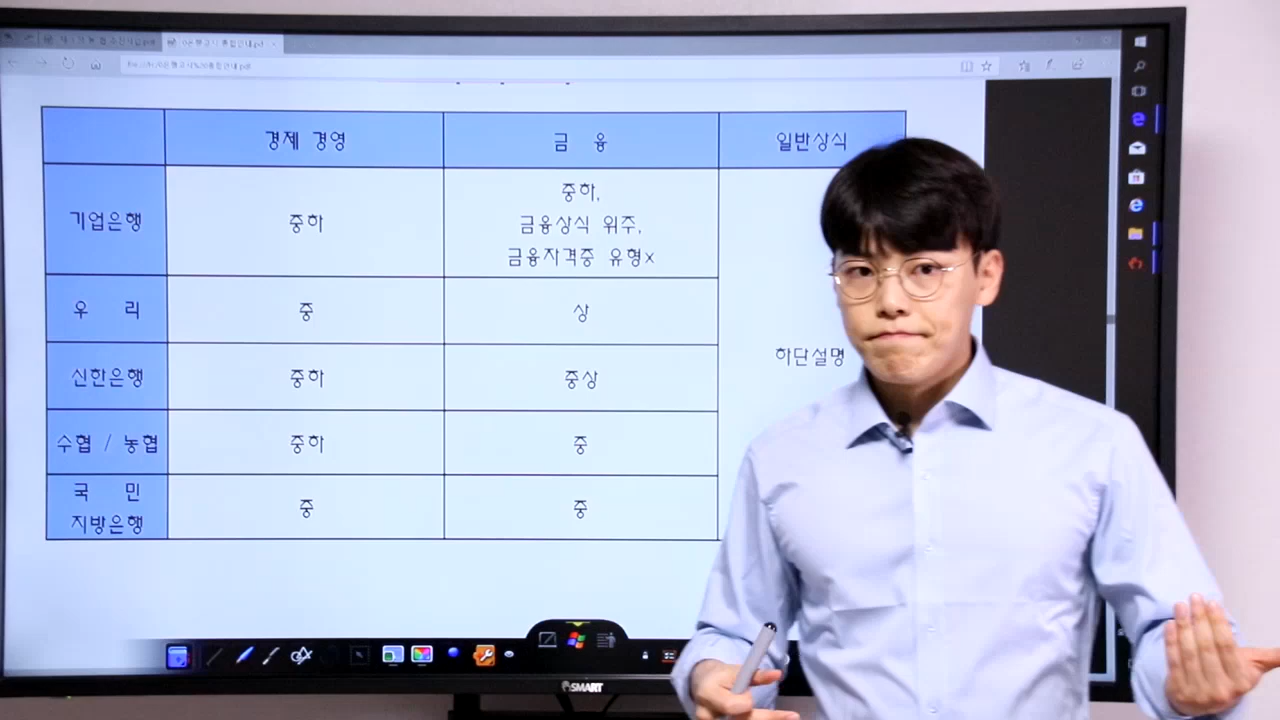 경제 경영
금 융
일반상식
기업은행
중하
중하,
금융상식 위주,
금융자격증 유형x
우 리
중
상
하단설명
신한은행
중하
중상
수협 / 농협
중하
중
국 민
지방은행
중
중
SMART